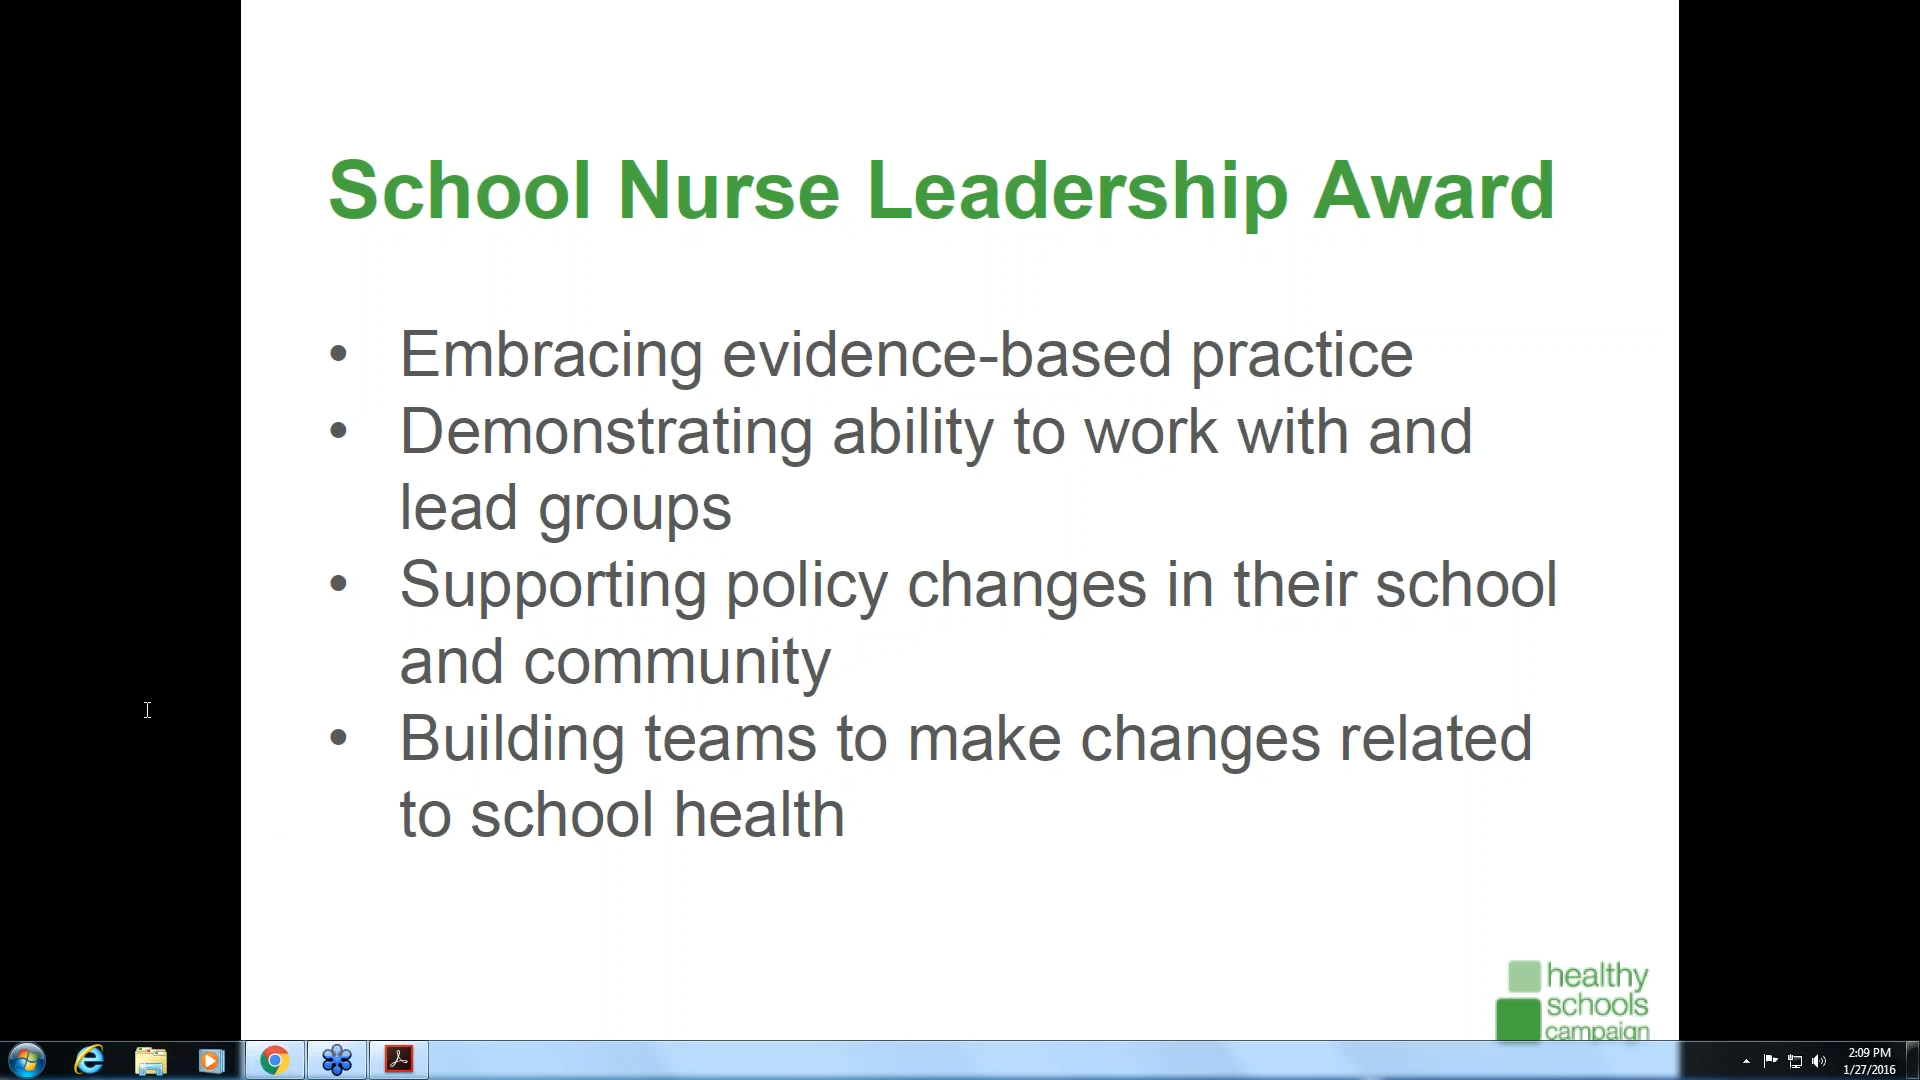 School Nurse Leadership Award
• Embracing evidence-based practice
• Demonstrating ability to work with and
lead groups
• Supporting policy changes in their school
and community
• Building teams to make changes related
to school health
healthy
schools
campaign
2:09 PM
1/27/2016